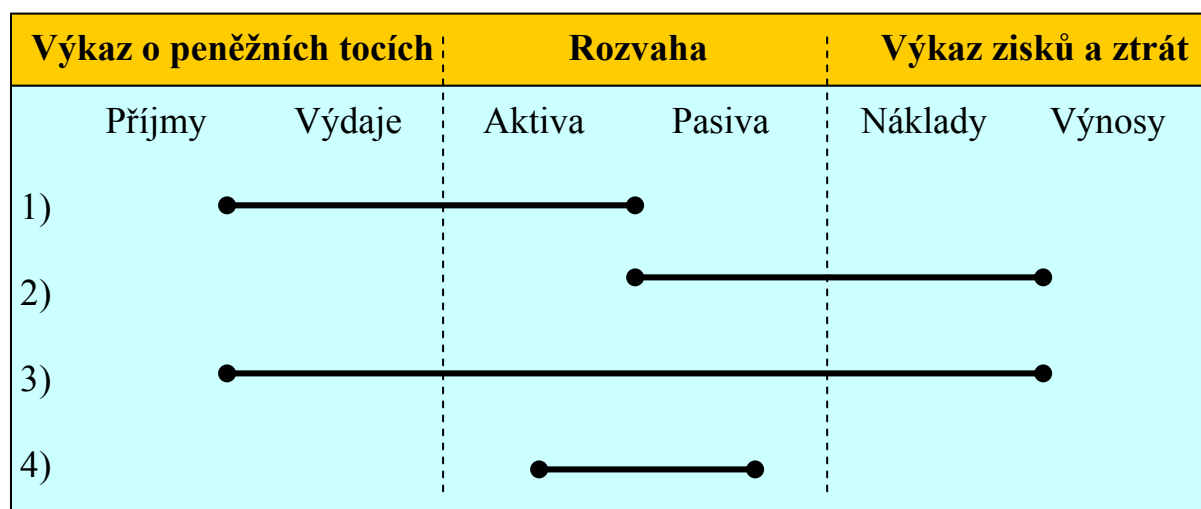 Výkaz o peněžních tocích Rozvaha Výkaz zisků a ztrát
Příjmy Výdaje Aktiva Pasiva Náklady Výnosy
1)
2)
3)
4)